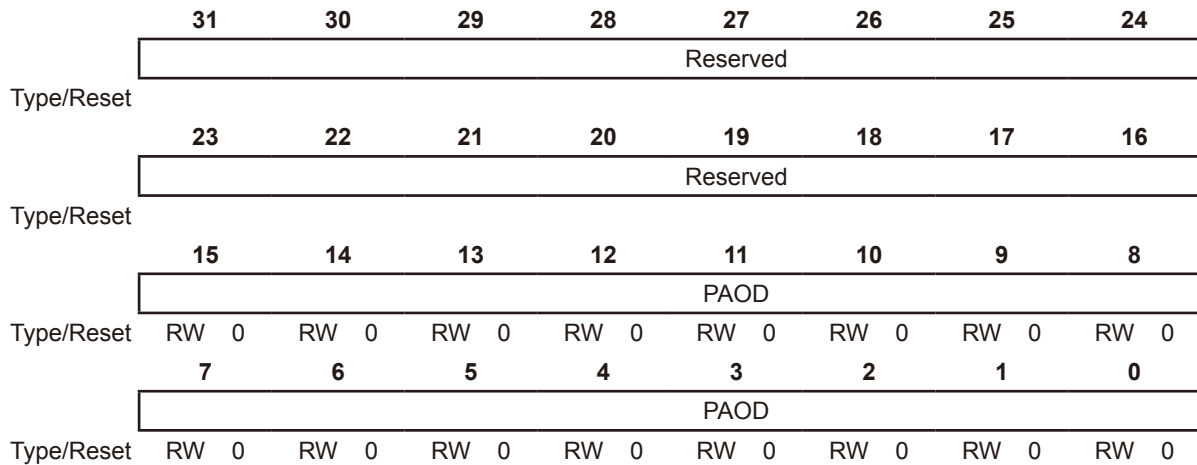 31 30 29 28 27 26 25 24
Reserved
Type/Reset
23 22 21 20 19 18 17 16
Reserved
Type/Reset
15 14 13 12 11 10 9 8
PAOD
Type/Reset RW 0 RW 0 RW 0 RW 0 RW 0 RW 0 RW 0 RW 0
7 6 5 4 3 2 1 0
PAOD
Type/Reset RW 0 RW 0 RW 0 RW 0 RW 0 RW 0 RW 0 RW 0